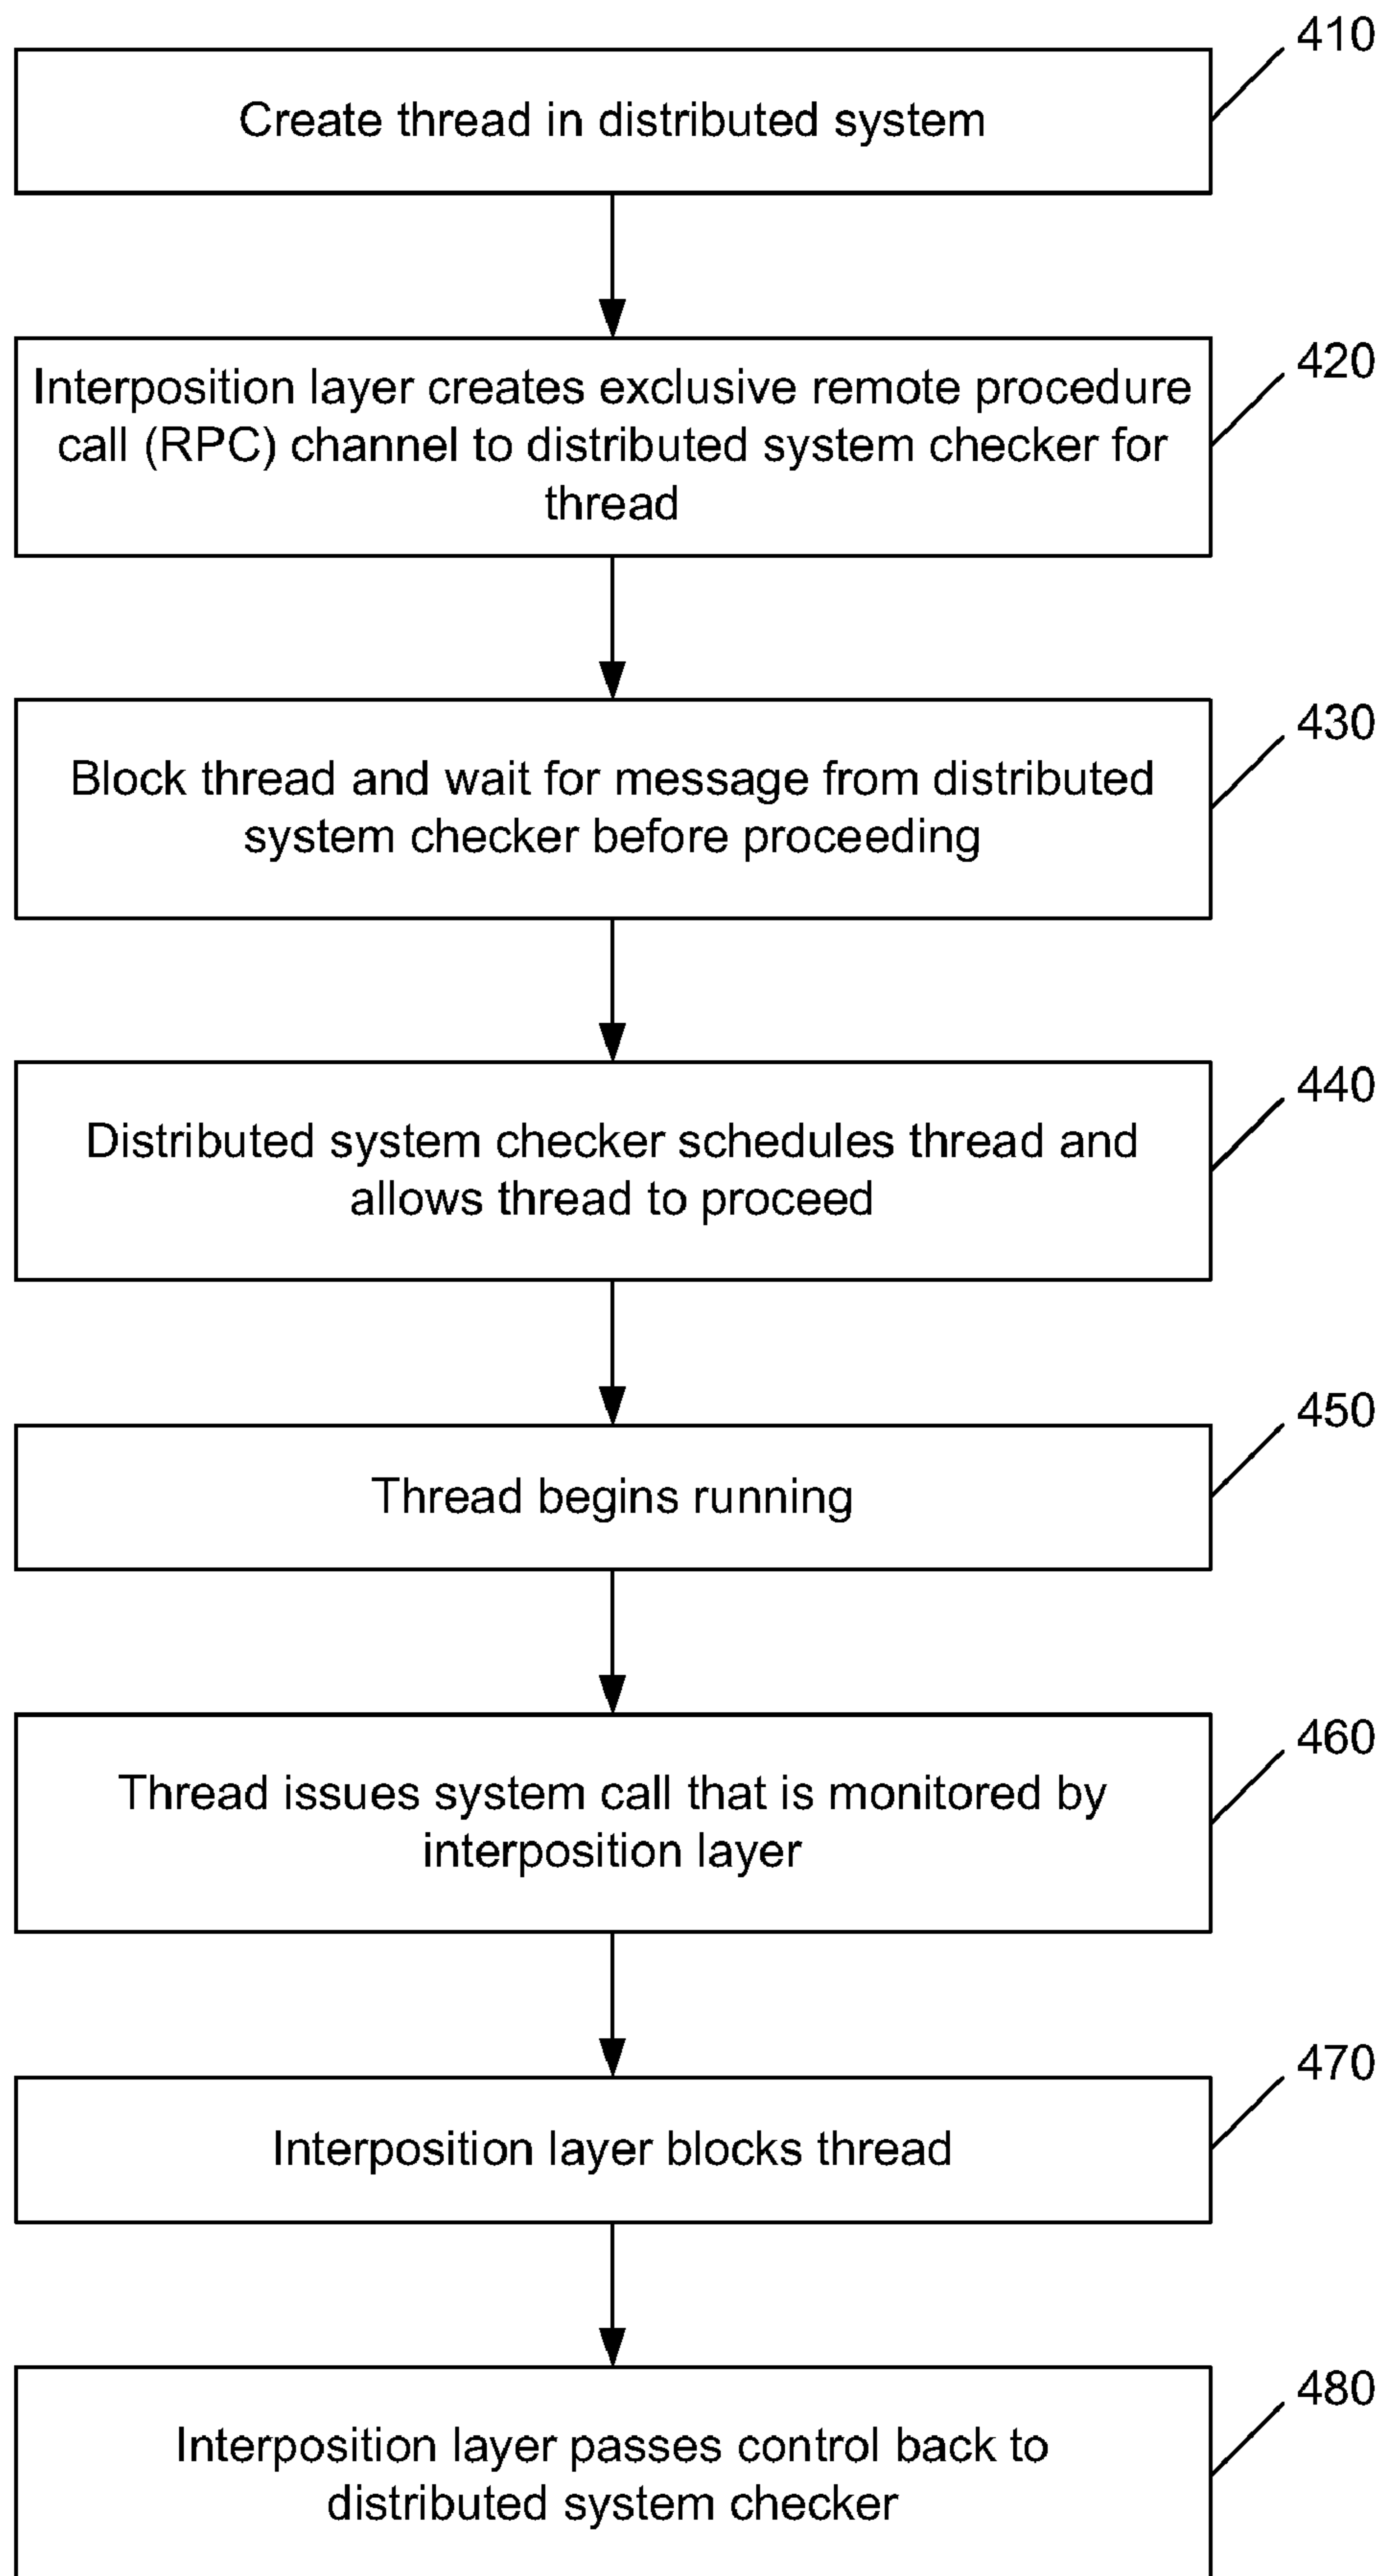 410
Create thread in distributed system
420
Interposition layer creates exclusive remote procedure
call (RPC) channel to distributed system checker for
thread
430
Block thread and wait for message from distributed
system checker before proceeding
440
Distributed system checker schedules thread and
allows thread to proceed
450
Thread begins running
460
Thread issues system call that is monitored by
interposition layer
470
Interposition layer blocks thread
480
Interposition layer passes control back to
distributed system checker